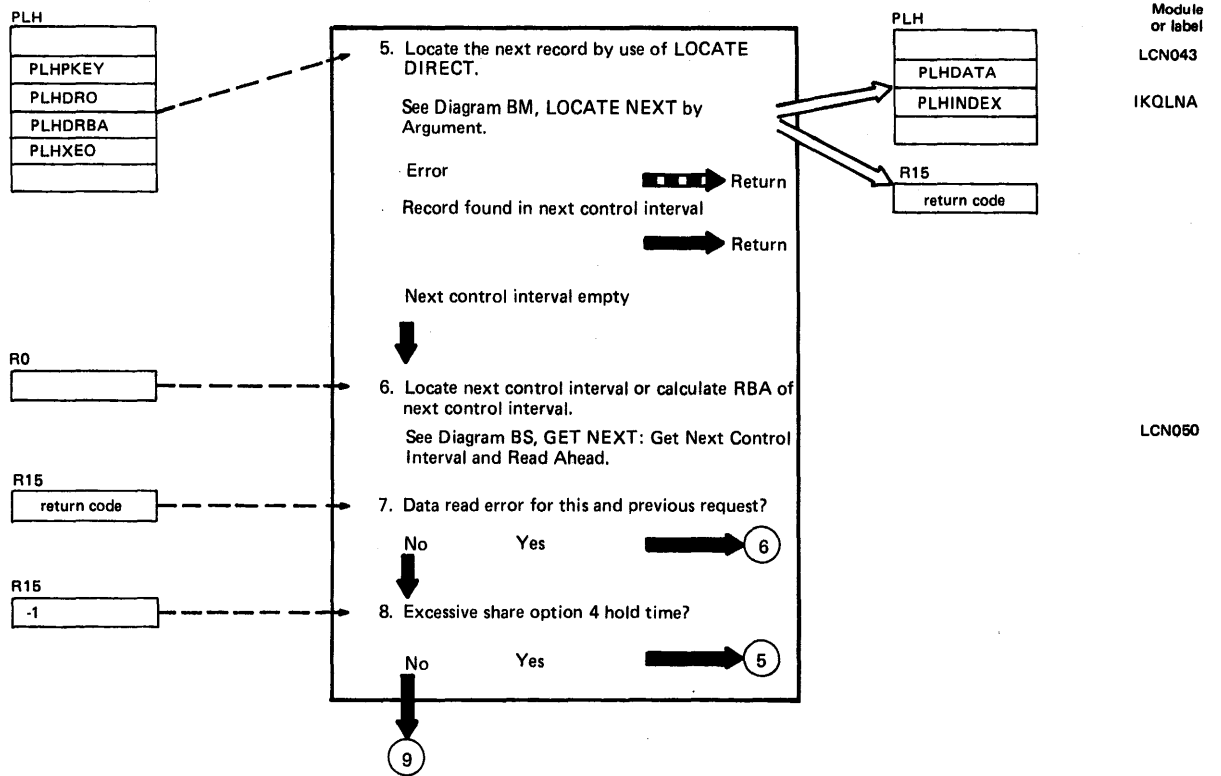 PLH
PLHPKEY
PLHDRO
PLHDRBA
PLHXEO
R0
R15
return code
R15
-1
5. Locate the next record by use of LOCATE
DIRECT.
See Diagram BM, LOCATE NEXT by
Argument.
Error
Return
Record found in next control interval
Return
Next control interval empty
6. Locate next control interval or calculate RBA of
next control interval.
See Diagram BS, GET NEXT: Get Next Control
Interval and Read Ahead.
7. Data read error for this and previous request?
No Yes 6
8. Excessive share option 4 hold time?
No Yes 5
9
PLH
PLHDATA
PLHINDEX
R15
return code
Module
or label
LCN043
IKQLNA
LCN050